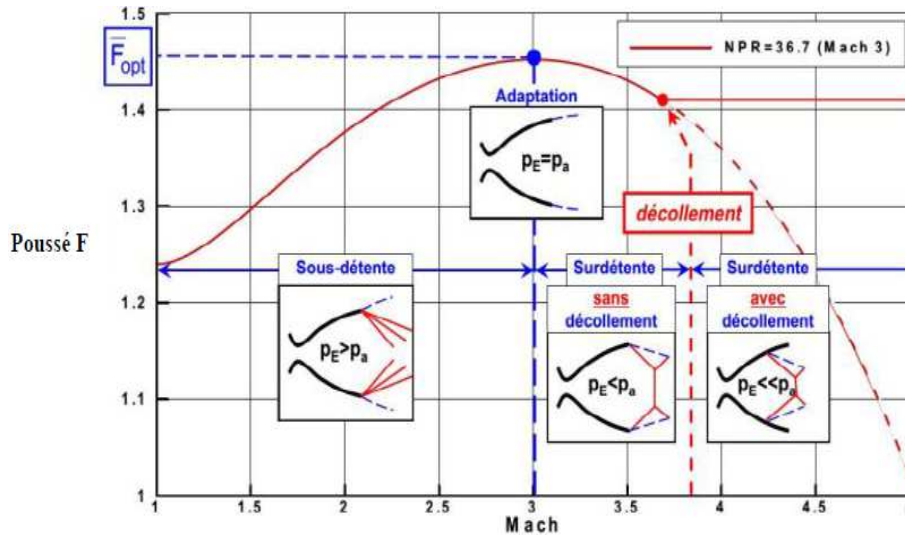 1.5
F̄opt
NPR=36.7 (Mach 3)
Adaptation
1.4
pE=pa
1.3
décollement
Poussé F
Sous-détente
Surdétente
Surdétente
1.2
sans
décollement
avec
décollement
pE>pa
pE<pa
pE<<pa
1.1
1
1
1.5
2
2.5
3
3.5
4
4.5
Mach